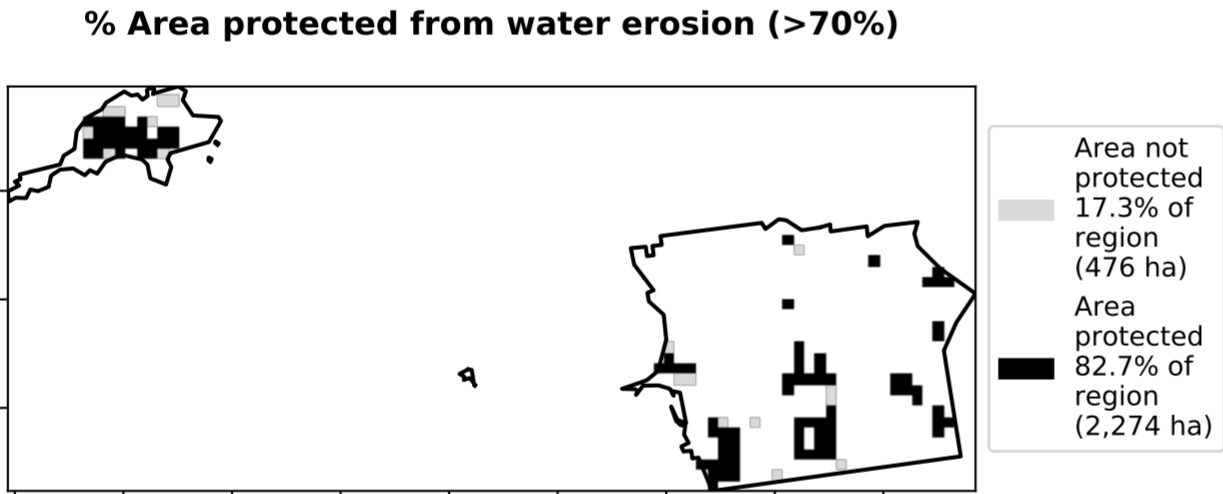 % Area protected from water erosion (>70%)
Area not
protected
17.3% of
region
(476 ha)
Area
protected
82.7% of
region
(2,274 ha)